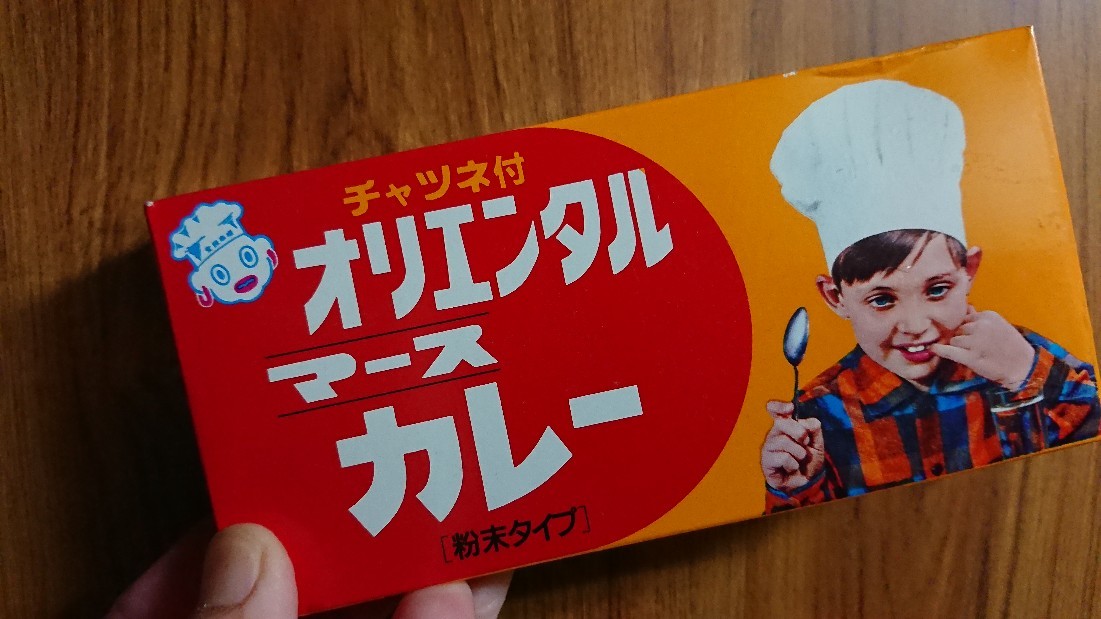 チャツネ付
オリエンタル
マース
カレー
[粉末タイプ]